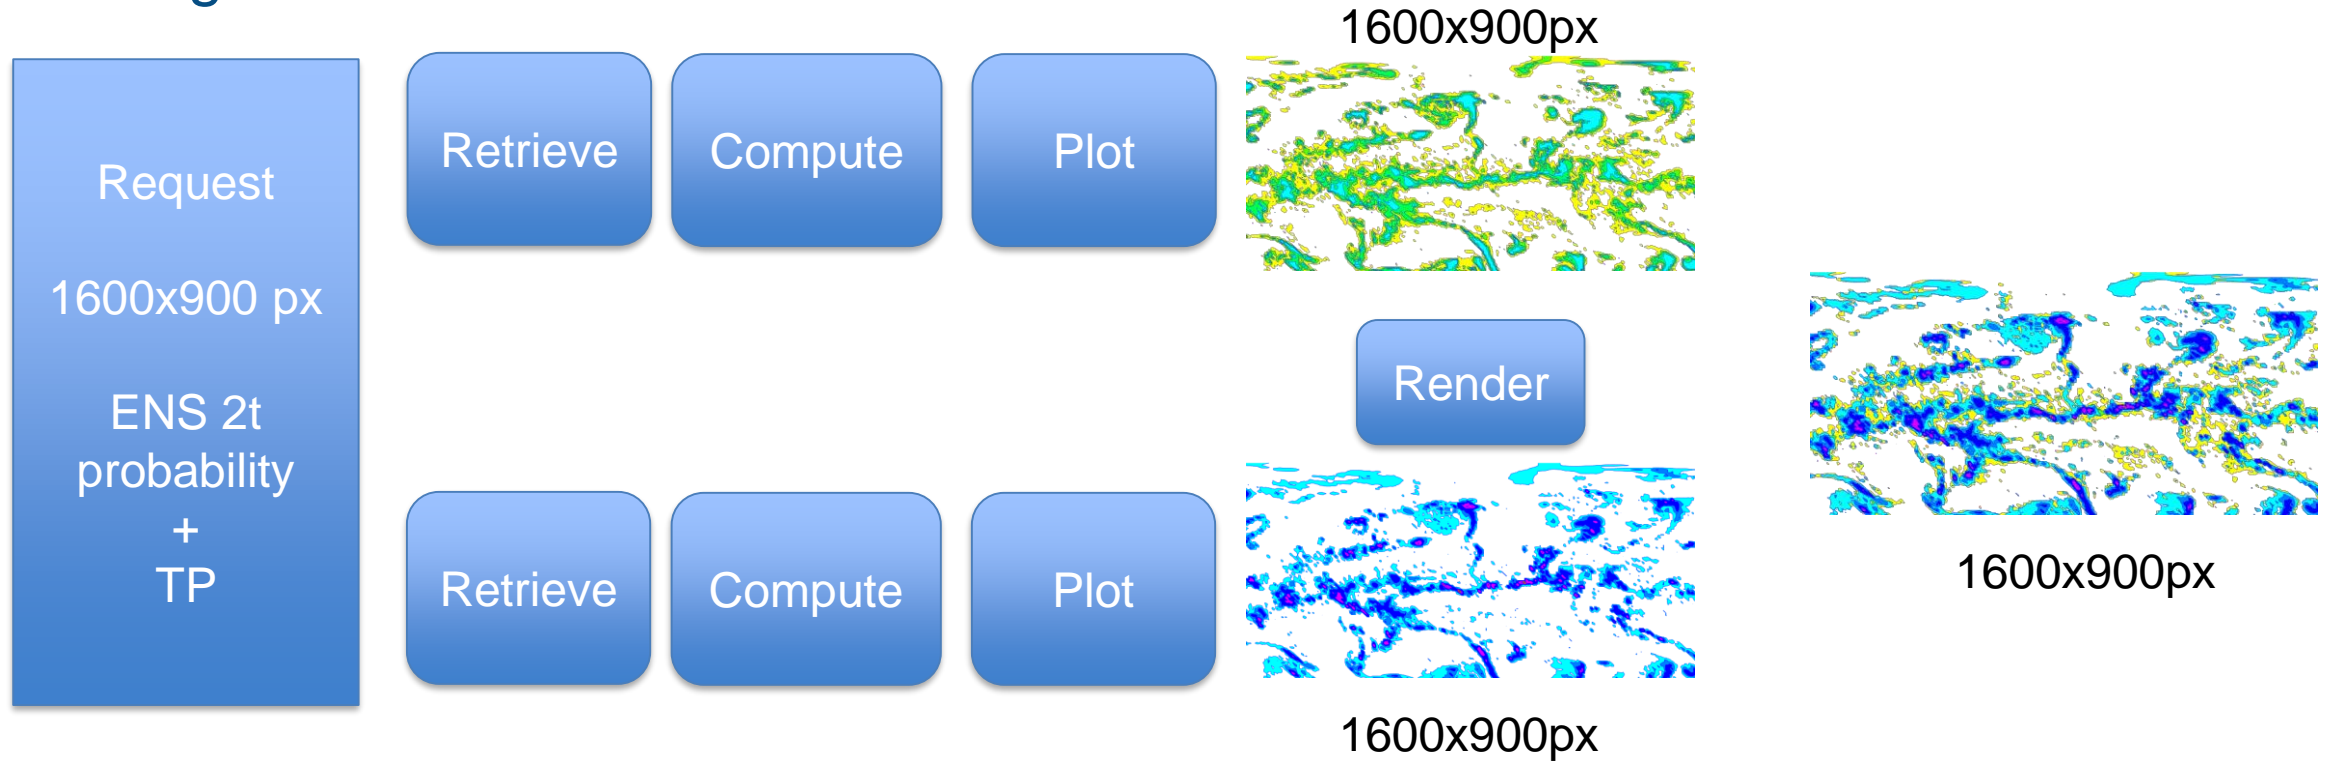 Request
1600x900 px
ENS 2t
probability
+
TP
Retrieve
Compute
Plot
1600x900px
Render
Retrieve
Compute
Plot
1600x900px
1600x900px